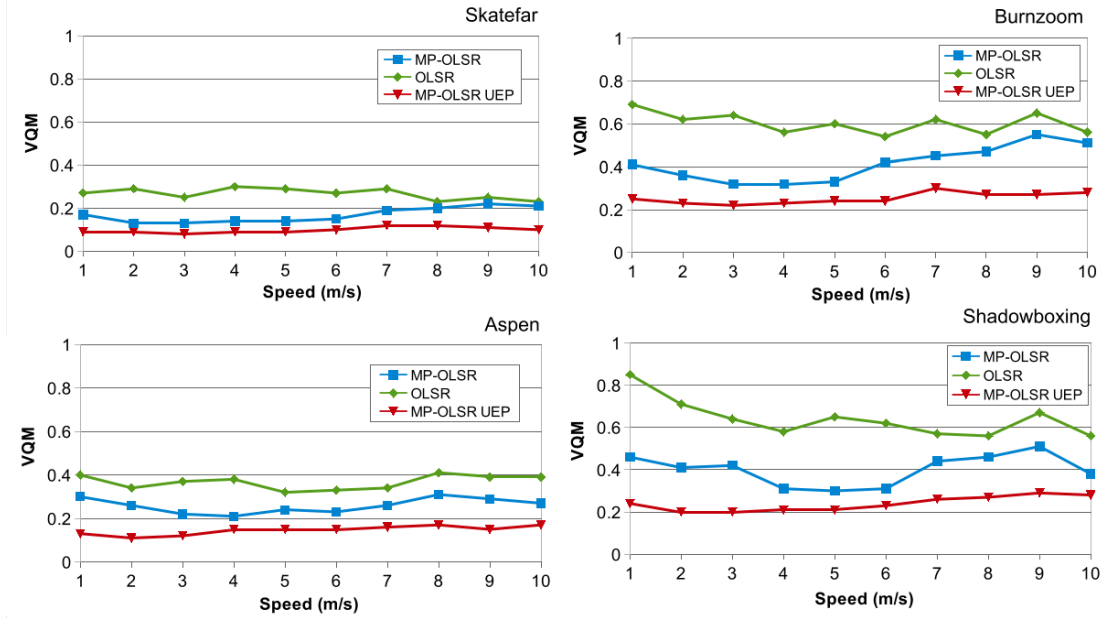 Skatefar
1
0.8
0.6
0.4
0.2
0
VQM
MP-OLSR
OLSR
MP-OLSR UEP
1 2 3 4 5 6 7 8 9 10
Speed (m/s)
Burnzoom
1
0.8
0.6
0.4
0.2
0
VQM
MP-OLSR
OLSR
MP-OLSR UEP
1 2 3 4 5 6 7 8 9 10
Speed (m/s)
Aspen
1
0.8
0.6
0.4
0.2
0
VQM
MP-OLSR
OLSR
MP-OLSR UEP
1 2 3 4 5 6 7 8 9 10
Speed (m/s)
Shadowboxing
1
0.8
0.6
0.4
0.2
0
VQM
MP-OLSR
OLSR
MP-OLSR UEP
1 2 3 4 5 6 7 8 9 10
Speed (m/s)